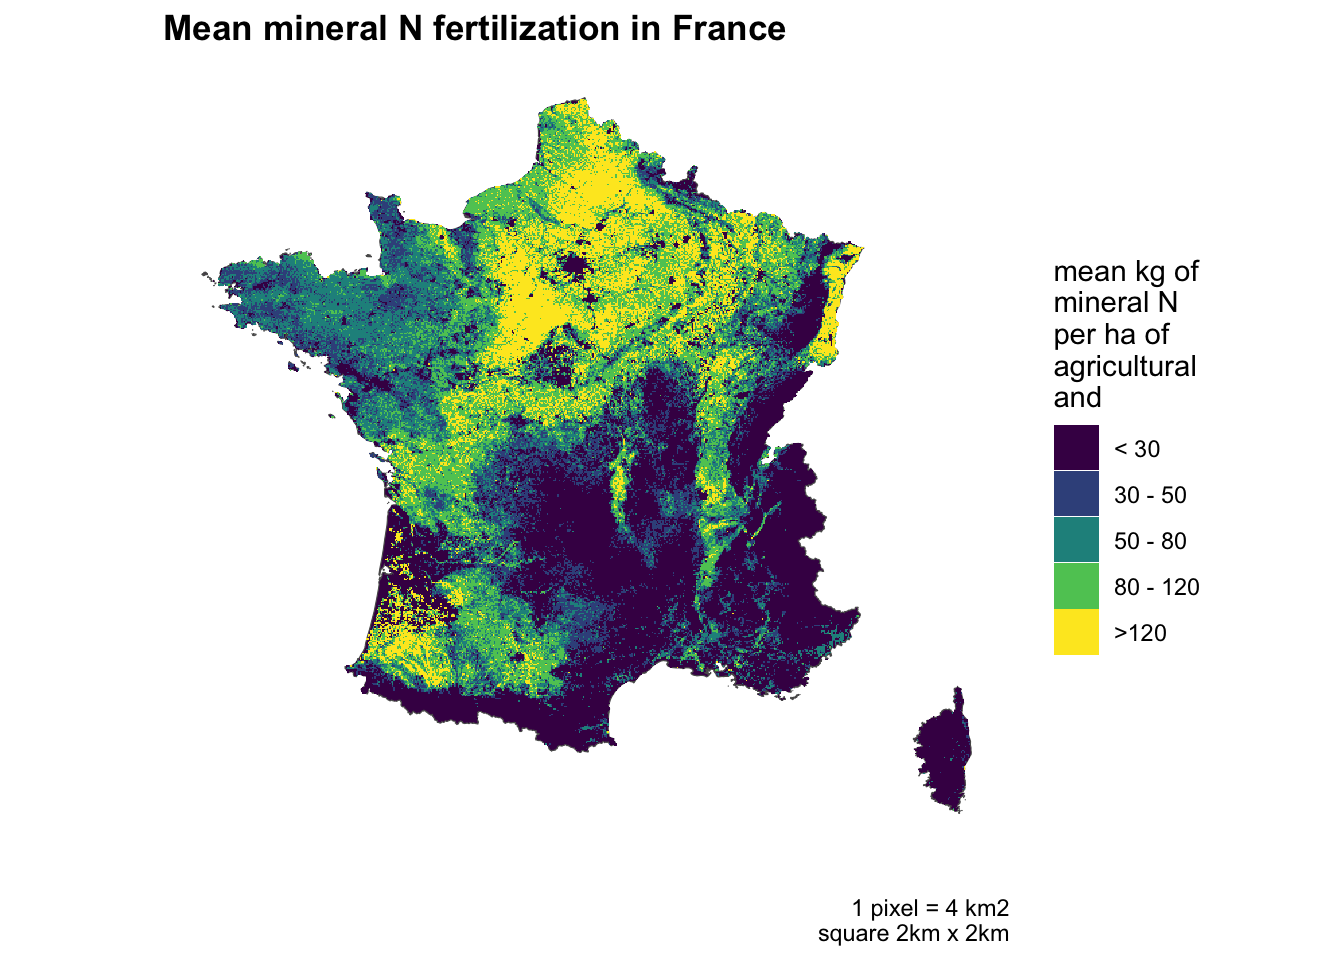 Mean mineral N fertilization in France
mean kg of
mineral N
per ha of
agricultural
and
< 30
30 - 50
50 - 80
80 - 120
>120
1 pixel = 4 km2
square 2km x 2km